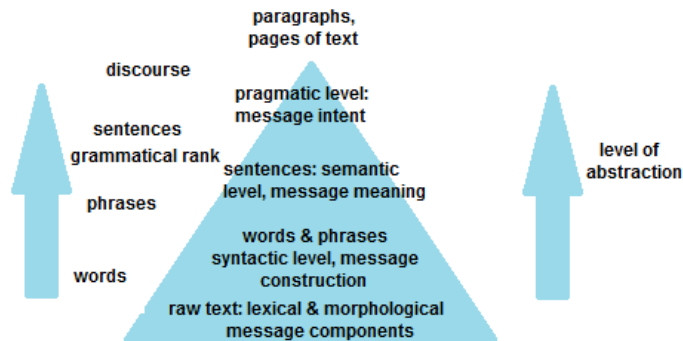 paragraphs,
pages of text
discourse
pragmatic level:
message intent
sentences
grammatical rank
level of
abstraction
sentences: semantic
level, message meaning
phrases
words & phrases
syntactic level, message
construction
words
raw text: lexical & morphological
message components